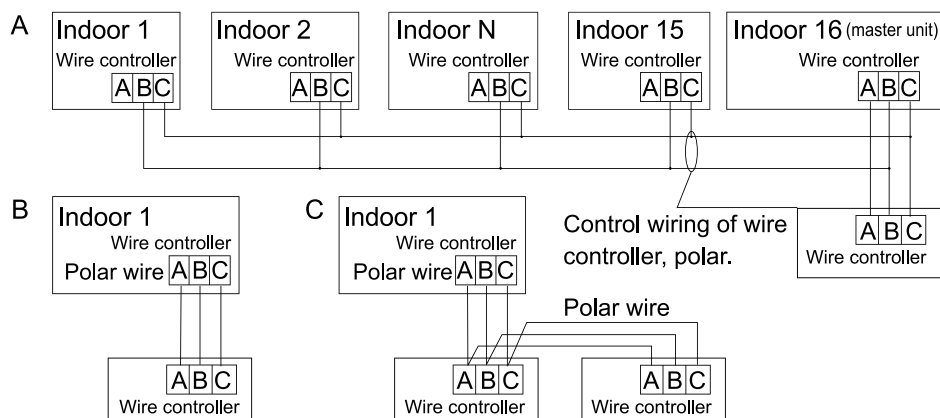 A
Indoor 1
Wire controller
A B C
Indoor 2
Wire controller
A B C
Indoor N
Wire controller
A B C
Indoor 15
Wire controller
A B C
Indoor 16 (master unit)
Wire controller
A B C
Control wiring of wire
controller, polar.
A B C
Wire controller
B
Indoor 1
Wire controller
Polar wire A B C
A B C
Wire controller
C
Indoor 1
Wire controller
Polar wire A B C
Polar wire
A B C
Wire controller
A B C
Wire controller